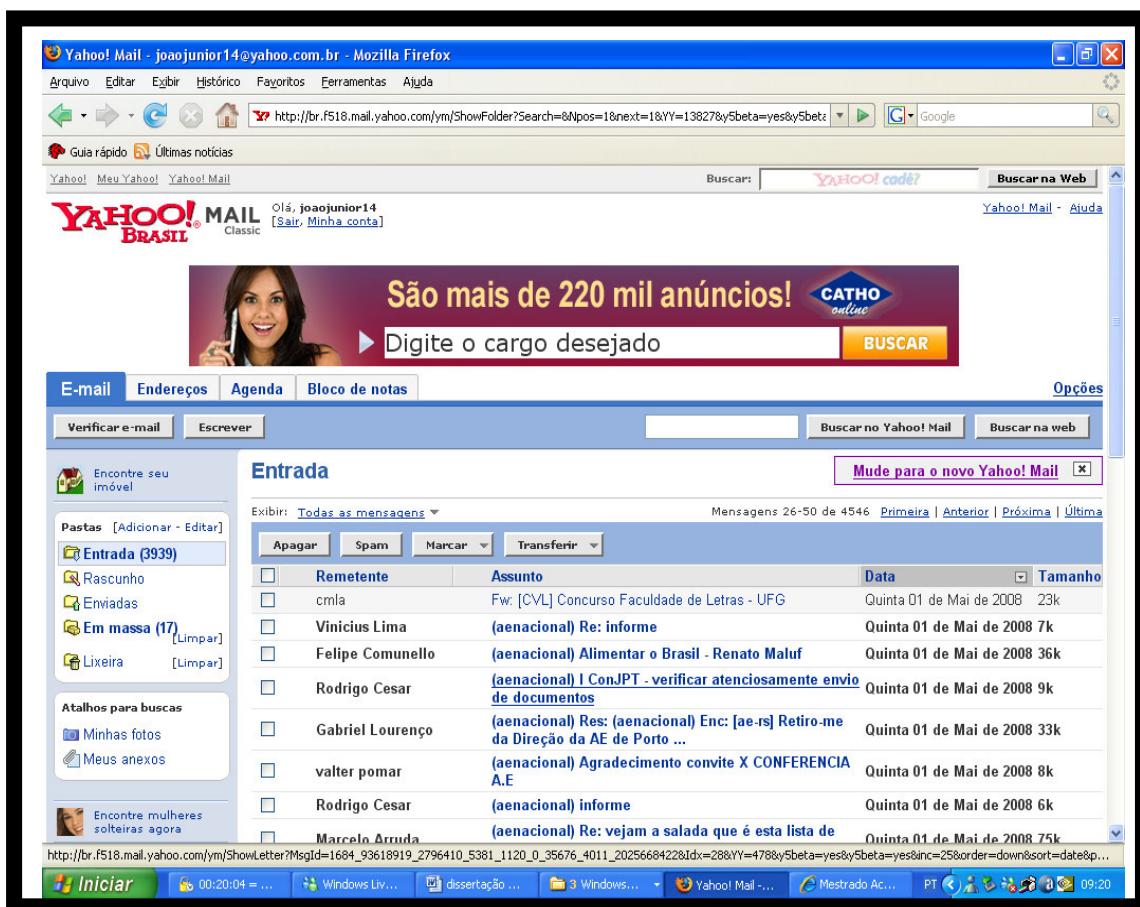 Yahoo! Mail - joaojunior14@yahoo.com.br - Mozilla Firefox
Arquivo Editar Exibir Histórico Favoritos Ferramentas Ajuda
http://br.f518.mail.yahoo.com/ym/ShowFolder?Search=&Npos=1&next=1&YY=13827&y5beta=yes&y5beta
G Google
Guia rápido Últimas notícias
Yahoo! Meu Yahoo! Yahoo! Mail Buscar: YAHOO! cadê? Buscar na Web
YAHOO! MAIL Olá, joaojunior14 Yahoo! Mail - Ajuda
BRASIL Classic [Sair, Minha conta]
São mais de 220 mil anúncios! CATHO online
Digite o cargo desejado BUSCAR
E-mail Endereços Agenda Bloco de notas Opções
Verificar e-mail Escrever Buscar no Yahoo! Mail Buscar na web
Encontre seu
imóvel
Entrada Mude para o novo Yahoo! Mail
Exibir: Todas as mensagens Mensagens 26-50 de 4546 Primeira | Anterior | Próxima | Última
Pastas [Adicionar - Editar]
Entrada (3939)
Rascunho
Enviadas
Em massa (17)
[Limpar]
Lixeira [Limpar]
Atalhos para buscas
Minhas fotos
Meus anexos
Encontre mulheres
solteiras agora
Apagar Spam Marcar Transferir
Remetente Assunto Data Tamanho
cmla Fw: [CVL] Concurso Faculdade de Letras - UFG Quinta 01 de Mai de 2008 23k
Vinicius Lima (aenacional) Re: informe Quinta 01 de Mai de 2008 7k
Felipe Comunello (aenacional) Alimentar o Brasil - Renato Maluf Quinta 01 de Mai de 2008 36k
Rodrigo Cesar (aenacional) I ConJPT - verificar atenciosamente envio
de documentos Quinta 01 de Mai de 2008 9k
Gabriel Lourenço (aenacional) Res: (aenacional) Enc: [ae-rs] Retiro-me
da Direção da AE de Porto ... Quinta 01 de Mai de 2008 33k
valter pomar (aenacional) Agradecimento convite X CONFERENCIA
A.E Quinta 01 de Mai de 2008 8k
Rodrigo Cesar (aenacional) informe Quinta 01 de Mai de 2008 6k
Marcelo Arruda (aenacional) Re: vejam a salada que é esta lista de Quinta 01 de Mai de 2008 75k
http://br.f518.mail.yahoo.com/ym/ShowLetter?MsgId=1684_93618919_2796410_5381_1120_0_35676_4011_2025668422&Idx=28&YY=478&y5beta=yes&y5beta=yes&inc=25&order=down&sort=date&p...
Iniciar 00:20:04 = ... Windows Liv... dissertação ... 3 Windows... Yahoo! Mail -... Mestrado Ac... PT 09:20